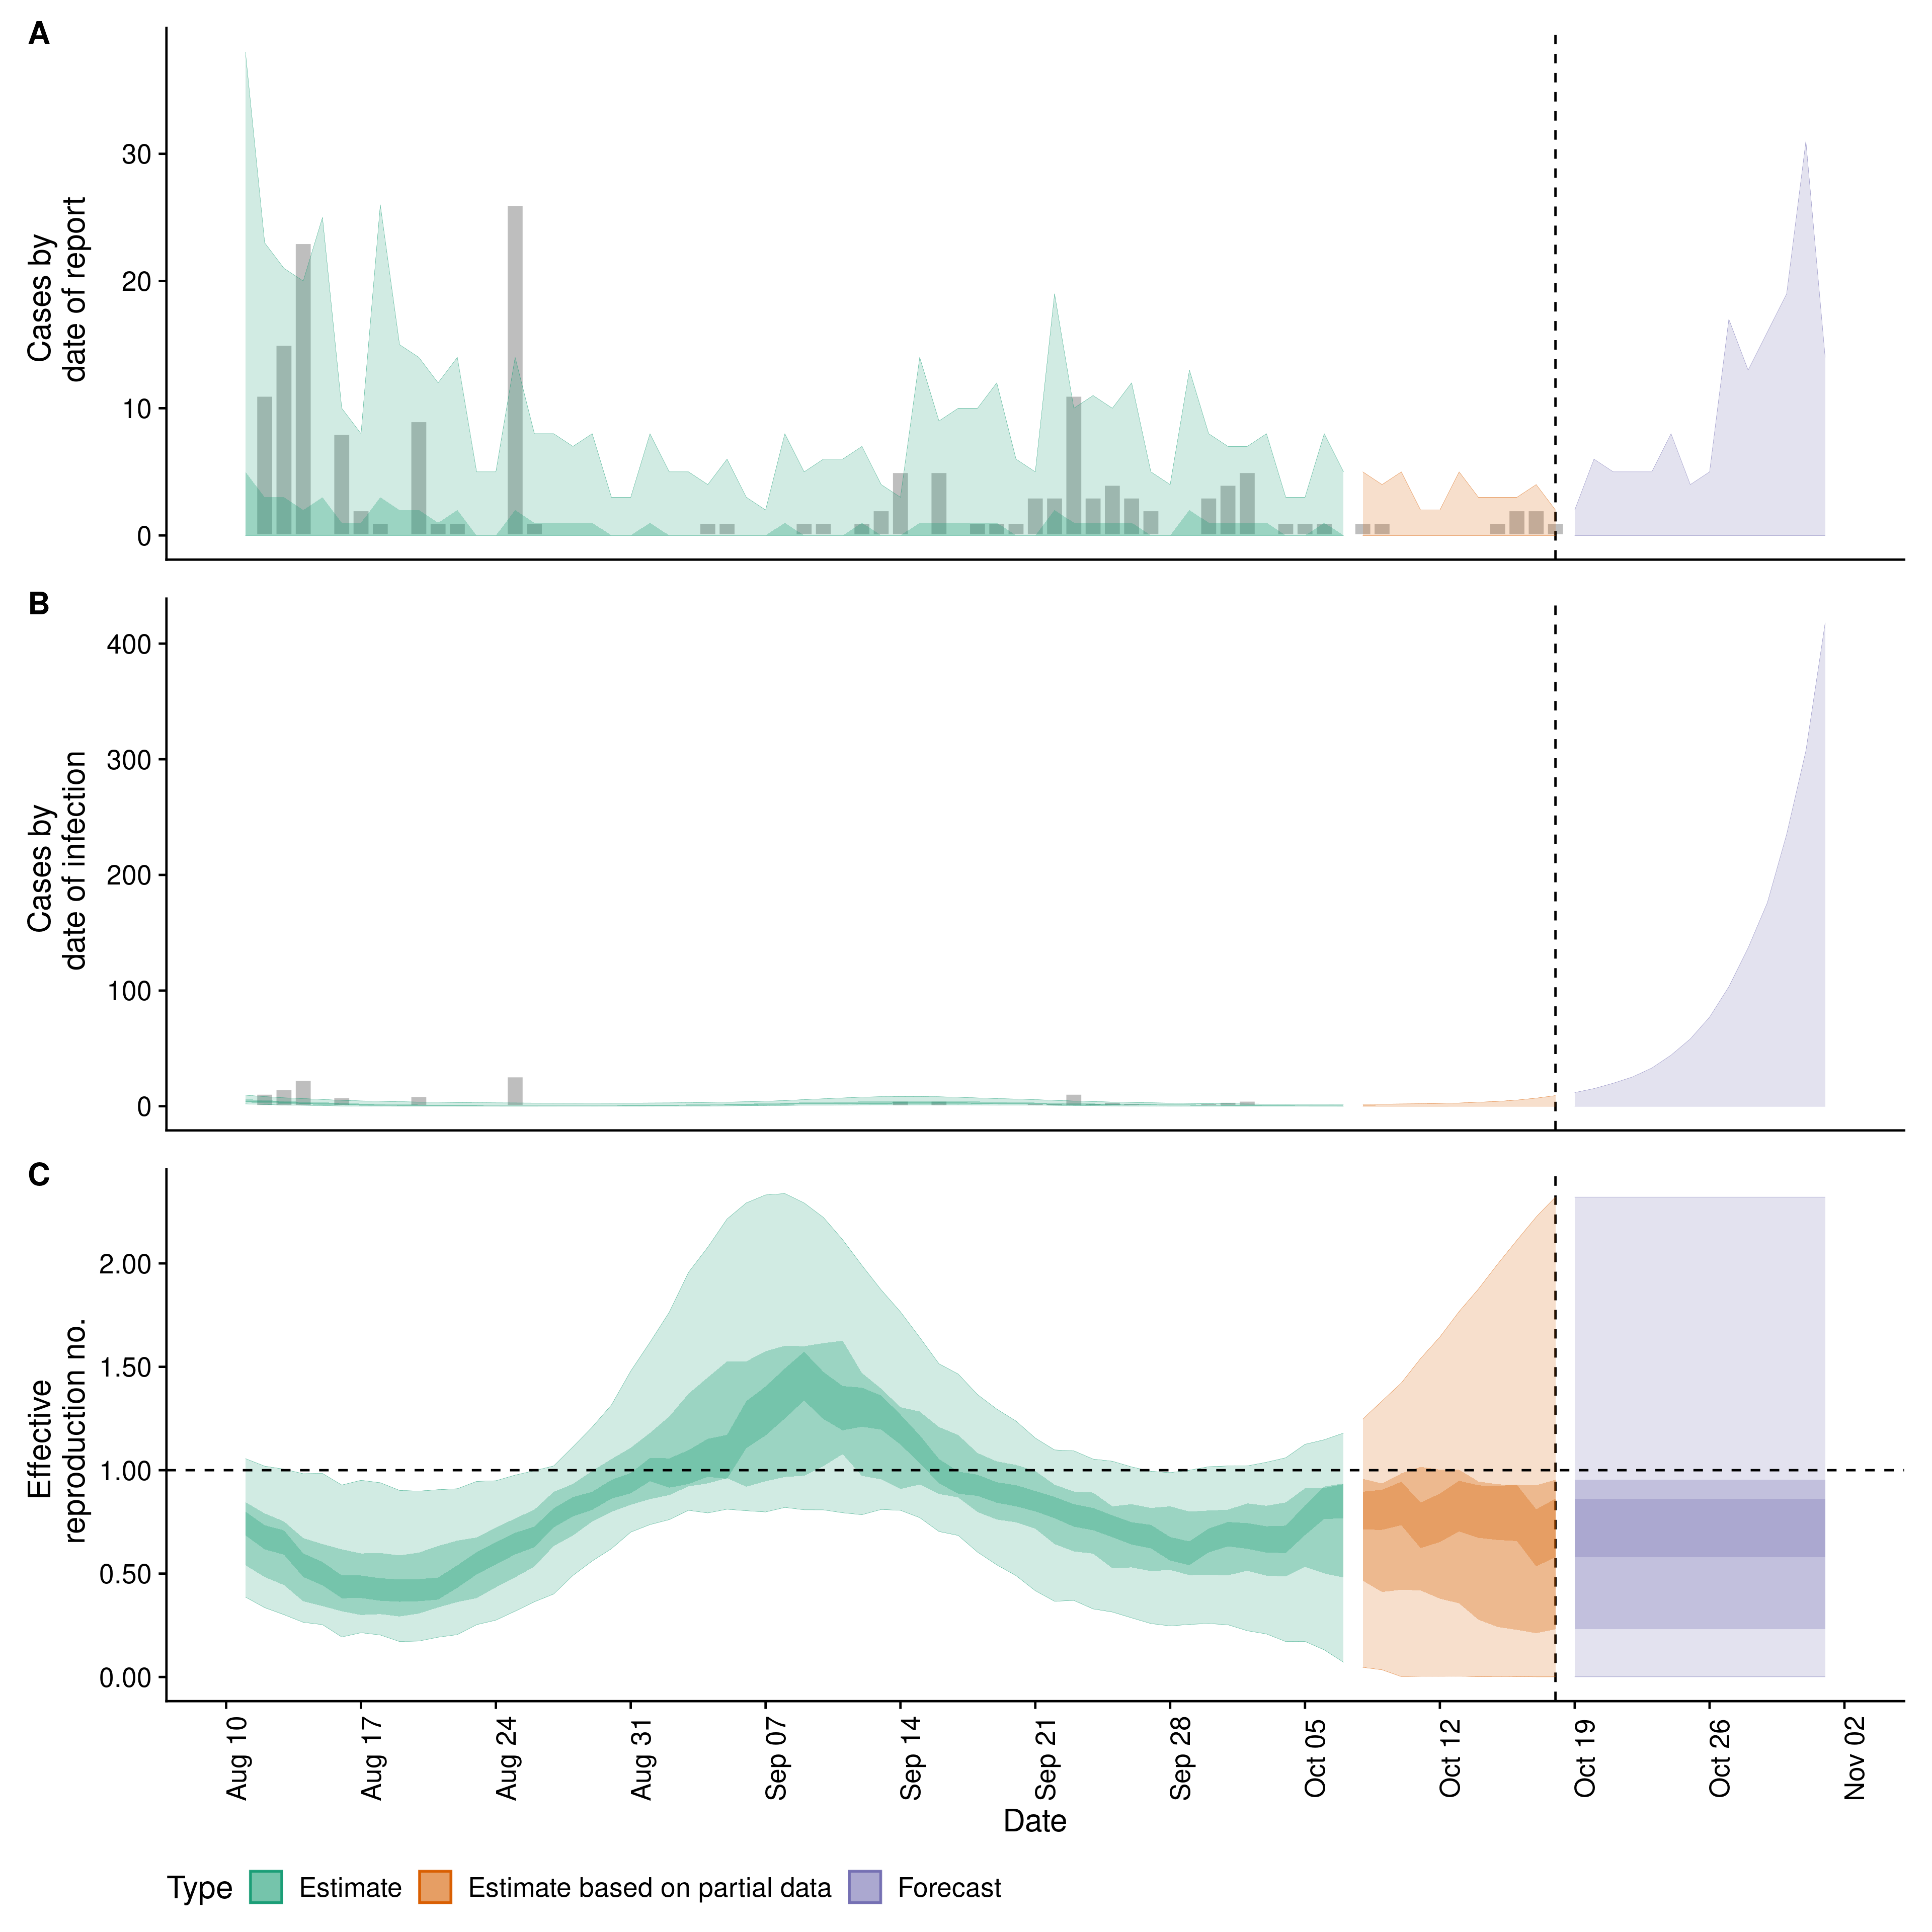 A
Cases by
date of report
30
20
10
0
B
Cases by
date of infection
400
300
200
100
0
C
Effective
reproduction no.
2.00
1.50
1.00
0.50
0.00
Aug 10
Aug 17
Aug 24
Aug 31
Sep 07
Sep 14
Sep 21
Sep 28
Oct 05
Oct 12
Oct 19
Oct 26
Nov 02
Date
Type Estimate Estimate based on partial data Forecast